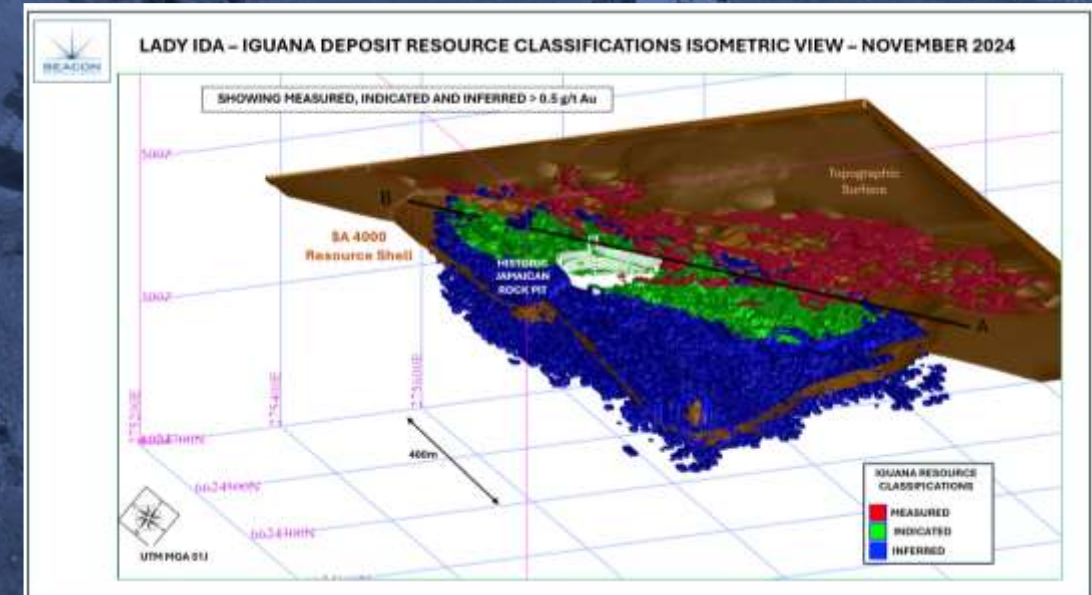 BEACON
LADY IDA – IGUANA DEPOSIT RESOURCE CLASSIFICATIONS ISOMETRIC VIEW – NOVEMBER 2024
SHOWING MEASURED, INDICATED AND INFERRED > 0.5 g/t Au
Topographic
Surface
B
$A 4000
Resource Shell
HISTORIC
JAMAICAN
ROCK PIT
A
400m
IGUANA RESOURCE
CLASSIFICATIONS
MEASURED
INDICATED
INFERRED
UTM MGA 51J